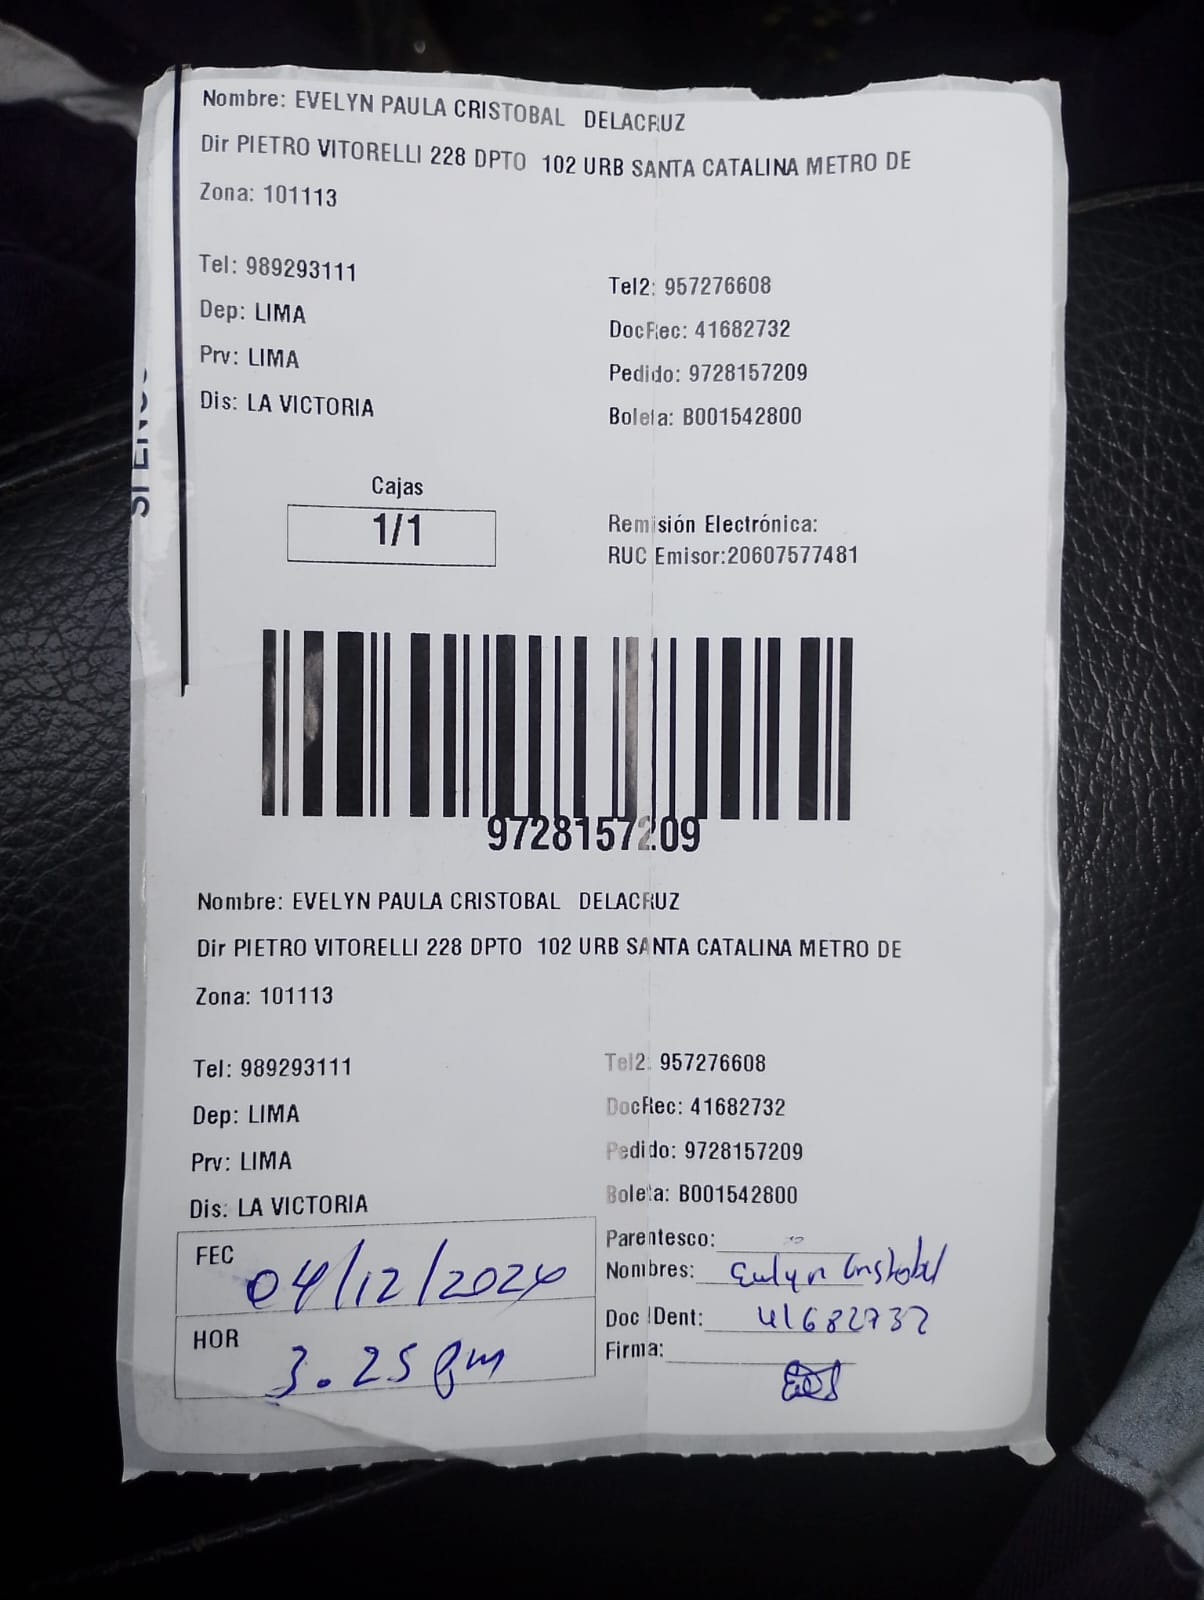 Nombre: EVELYN PAULA CRISTOBAL DELACRUZ
Dir PIETRO VITORELLI 228 DPTO 102 URB SANTA CATALINA METRO DE
Zona: 101113
Tel: 989293111
Tel2: 957276608
Dep: LIMA
DocRec: 41682732
Prv: LIMA
Pedido: 9728157209
Dis: LA VICTORIA
Boleta: B001542800
Cajas
1/1
Remisión Electrónica:
RUC Emisor:20607577481
9728157209
Nombre: EVELYN PAULA CRISTOBAL DELACRUZ
Dir PIETRO VITORELLI 228 DPTO 102 URB SANTA CATALINA METRO DE
Zona: 101113
Tel: 989293111
Tel2: 957276608
Dep: LIMA
DocRec: 41682732
Prv: LIMA
Pedido: 9728157209
Dis: LA VICTORIA
Boleta: B001542800
FEC 04/12/2024
HOR 3.25 pm
Parentesco:
Nombres: Evelyn Cristobal
Doc IDent: 41682732
Firma: